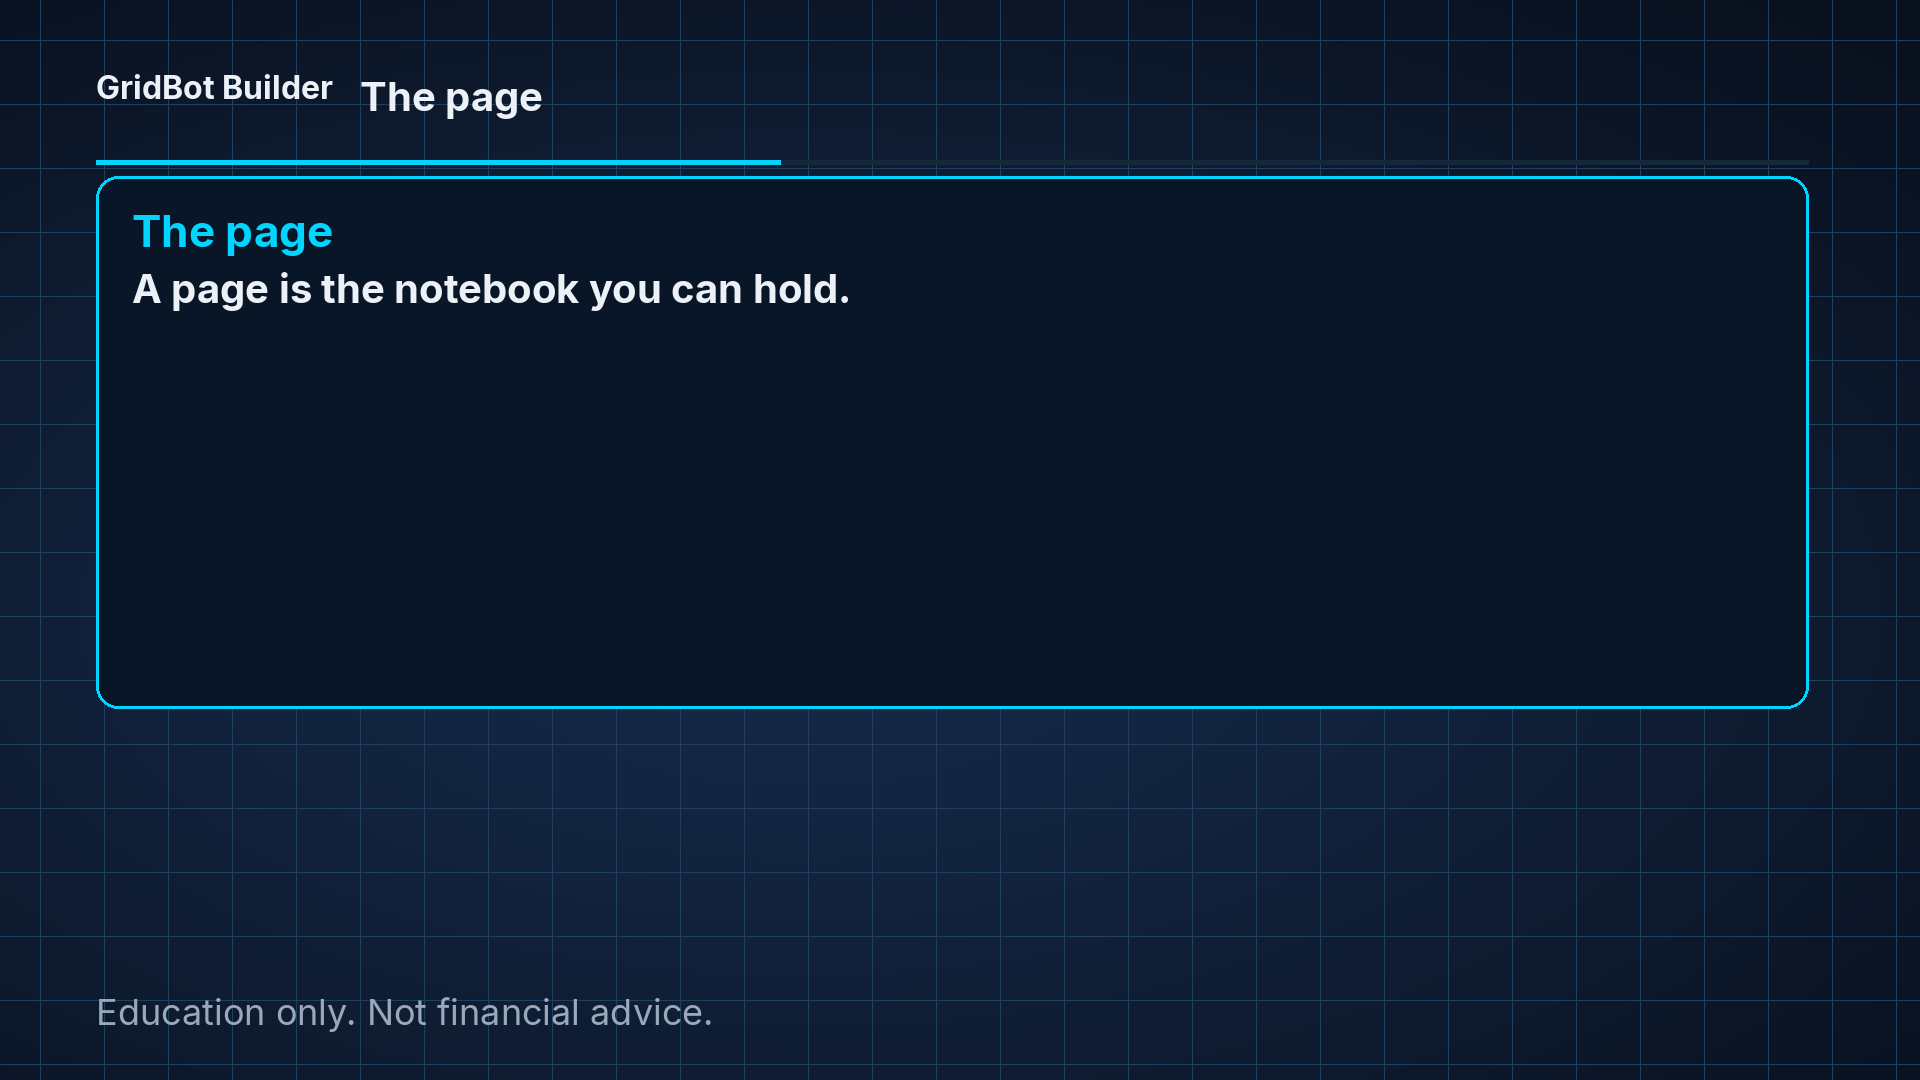 GridBot Builder The page
The page
A page is the notebook you can hold.
Education only. Not financial advice.